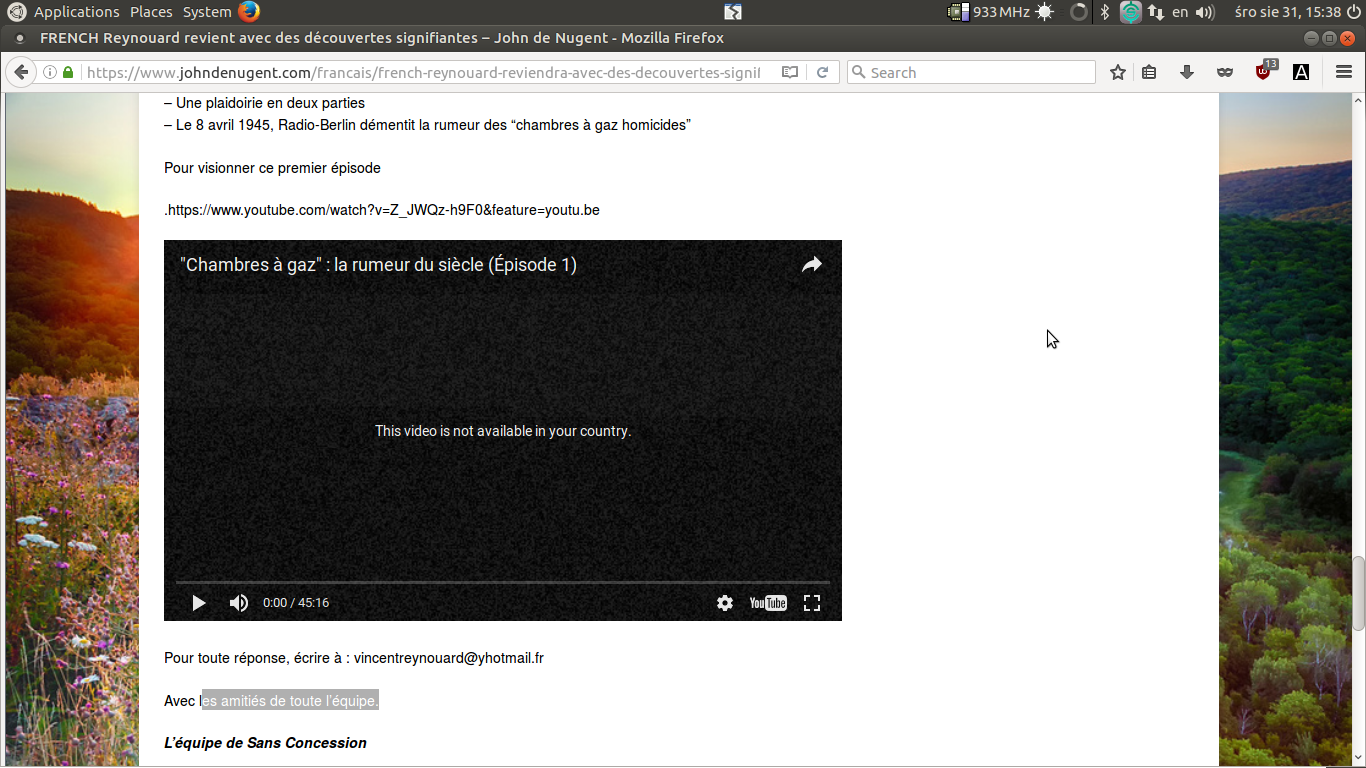 Applications Places System 933 MHz en śro sie 31, 15:38
FRENCH Reynouard revient avec des découvertes signifiantes – John de Nugent - Mozilla Firefox
https://www.johndenugent.com/francais/french-reynouard-reviendra-avec-des-decouvertes-signif Search 13 A
– Une plaidoirie en deux parties
– Le 8 avril 1945, Radio-Berlin démentit la rumeur des “chambres à gaz homicides”
Pour visionner ce premier épisode
.https://www.youtube.com/watch?v=Z_JWQz-h9F0&feature=youtu.be
"Chambres à gaz" : la rumeur du siècle (Épisode 1)
This video is not available in your country.
0:00 / 45:16 YouTube
Pour toute réponse, écrire à : vincentreynouard@yhotmail.fr
Avec les amitiés de toute l’équipe.
L’équipe de Sans Concession